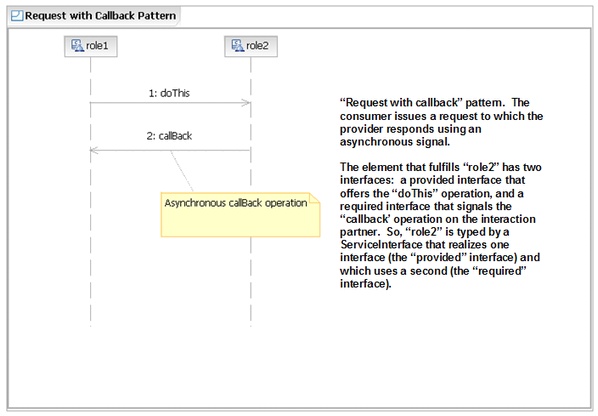 Request with Callback Pattern
role1
role2
1: doThis
2: callBack
Asynchronous callBack operation
“Request with callback” pattern. The
consumer issues a request to which the
provider responds using an
asynchronous signal.
The element that fulfills “role2” has two
interfaces: a provided interface that
offers the “doThis” operation, and a
required interface that signals the
“callback’ operation on the interaction
partner. So, “role2” is typed by a
ServiceInterface that realizes one
interface (the “provided” interface) and
which uses a second (the “required”
interface).